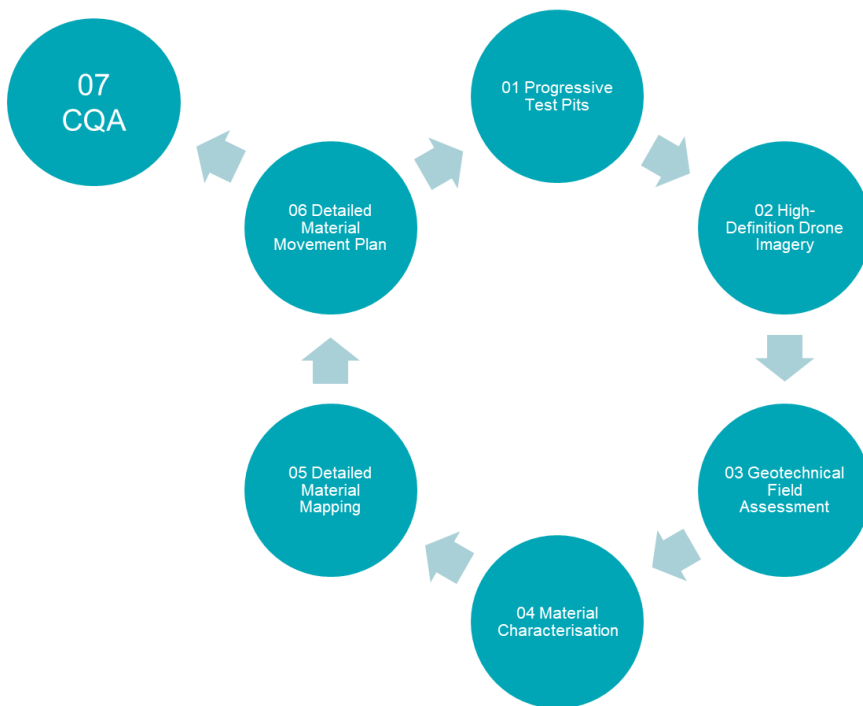 01 Progressive
Test Pits
02 High-
Definition Drone
Imagery
03 Geotechnical
Field
Assessment
04 Material
Characterisation
05 Detailed
Material
Mapping
06 Detailed
Material
Movement Plan
07
CQA